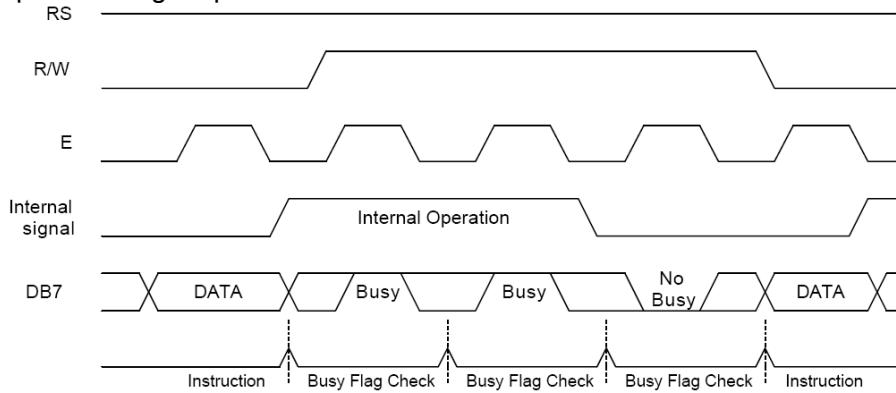 RS
R/W
E
Internal
signal
Internal Operation
DB7
DATA
Busy
Busy
No
Busy
DATA
Instruction
Busy Flag Check
Busy Flag Check
Busy Flag Check
Instruction